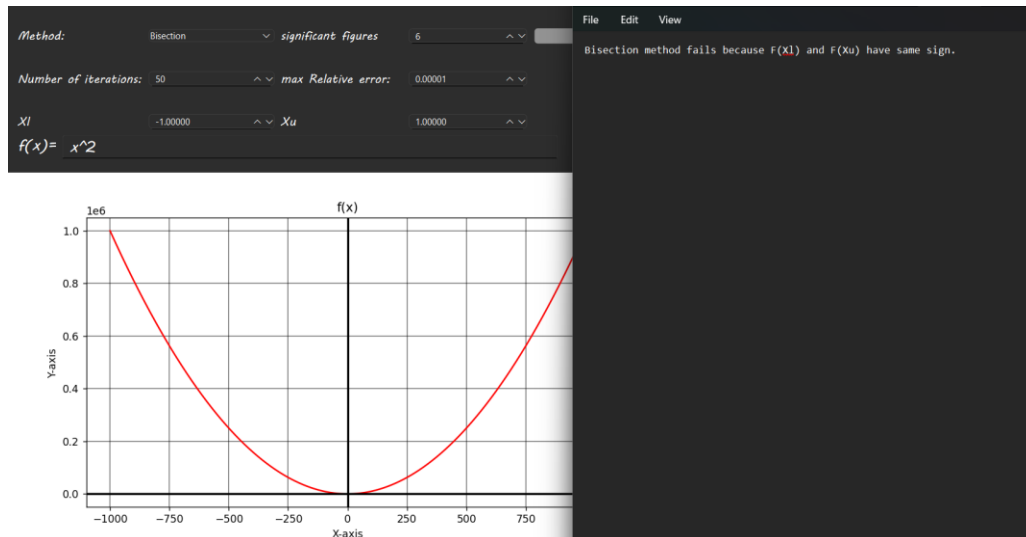 Method: Bisection significant figures 6
Number of iterations: 50 max Relative error: 0.00001
Xl -1.00000 Xu 1.00000
f(x)= x^2
File Edit View
Bisection method fails because F(Xl) and F(Xu) have same sign.
f(x)
1e6
1.0
0.8
0.6
0.4
0.2
0.0
Y-axis
−1000 −750 −500 −250 0 250 500 750
X-axis